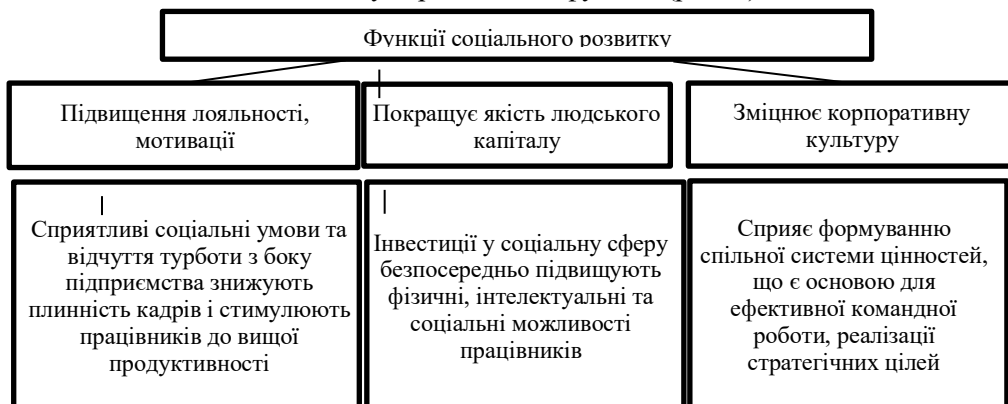 Функції соціального розвитку
Підвищення лояльності,
мотивації
Покращує якість людського
капіталу
Зміцнює корпоративну
культуру
Сприятливі соціальні умови та
відчуття турботи з боку
підприємства знижують
плинність кадрів і стимулюють
працівників до вищої
продуктивності
Інвестиції у соціальну сферу
безпосередньо підвищують
фізичні, інтелектуальні та
соціальні можливості
працівників
Сприяє формуванню
спільної системи цінностей,
що є основою для
ефективної командної
роботи, реалізації
стратегічних цілей